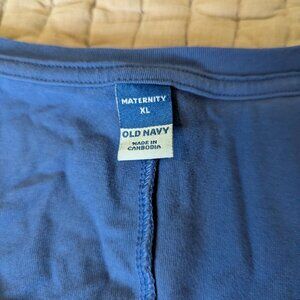 MATERNITY
XL
OLD NAVY
MADE IN
CAMBODIA